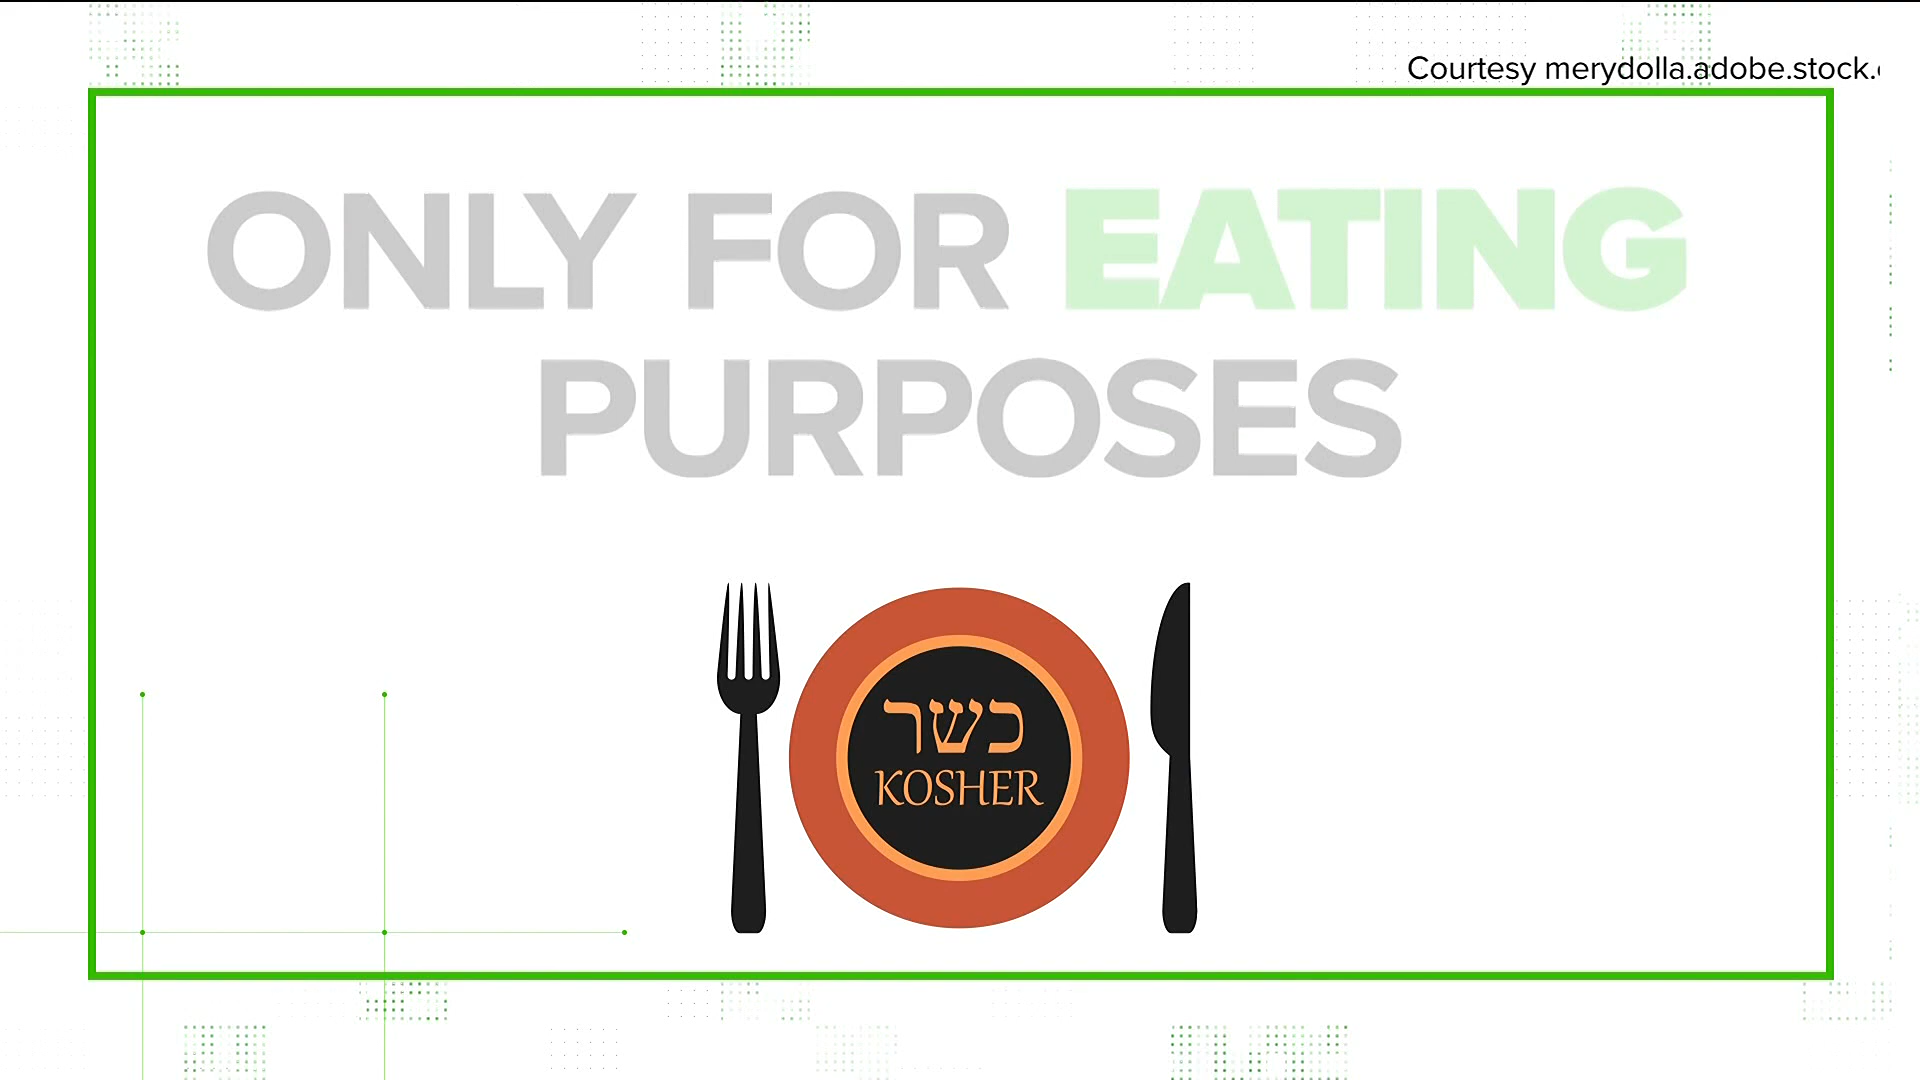 Courtesy merydolla.adobe.stock.
ONLY FOR EATING
PURPOSES
כשר
KOSHER